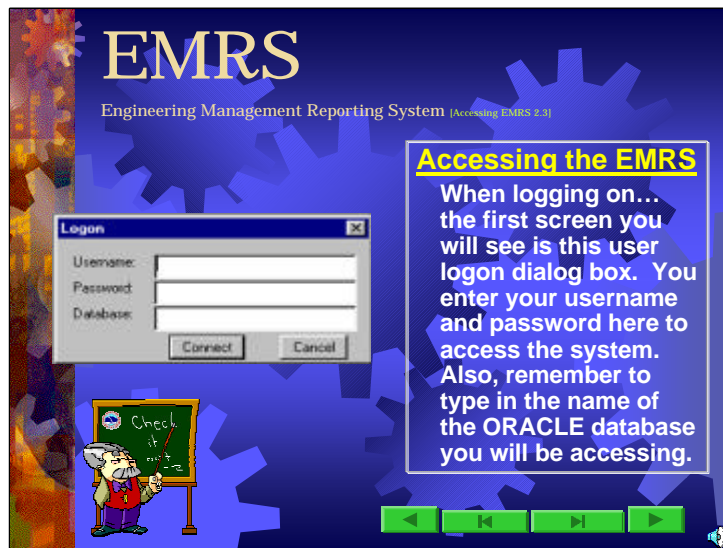 EMRS
Engineering Management Reporting System [Accessing EMRS 2.3]
Accessing the EMRS
When logging on…
the first screen you
will see is this user
logon dialog box.  You
enter your username
and password here to
access the system.
Also, remember to
type in the name of
the ORACLE database
you will be accessing.
Logon
Username:
Password:
Database:
Connect Cancel
Check
it